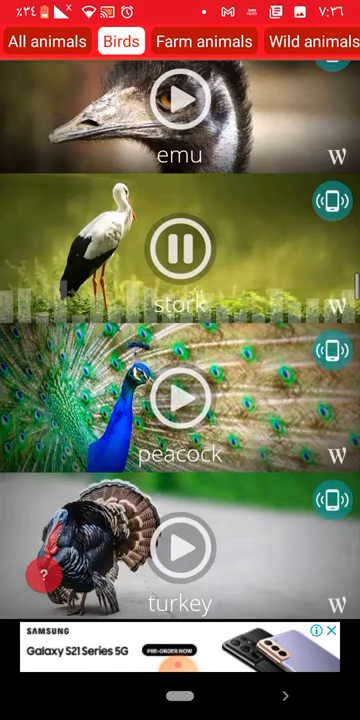 ٪٣٤
٧:٣٦
All animals
Birds
Farm animals
Wild animals
emu
W
stork
W
peacock
W
turkey
W
?
SAMSUNG
Galaxy S21 Series 5G
PRE-ORDER NOW